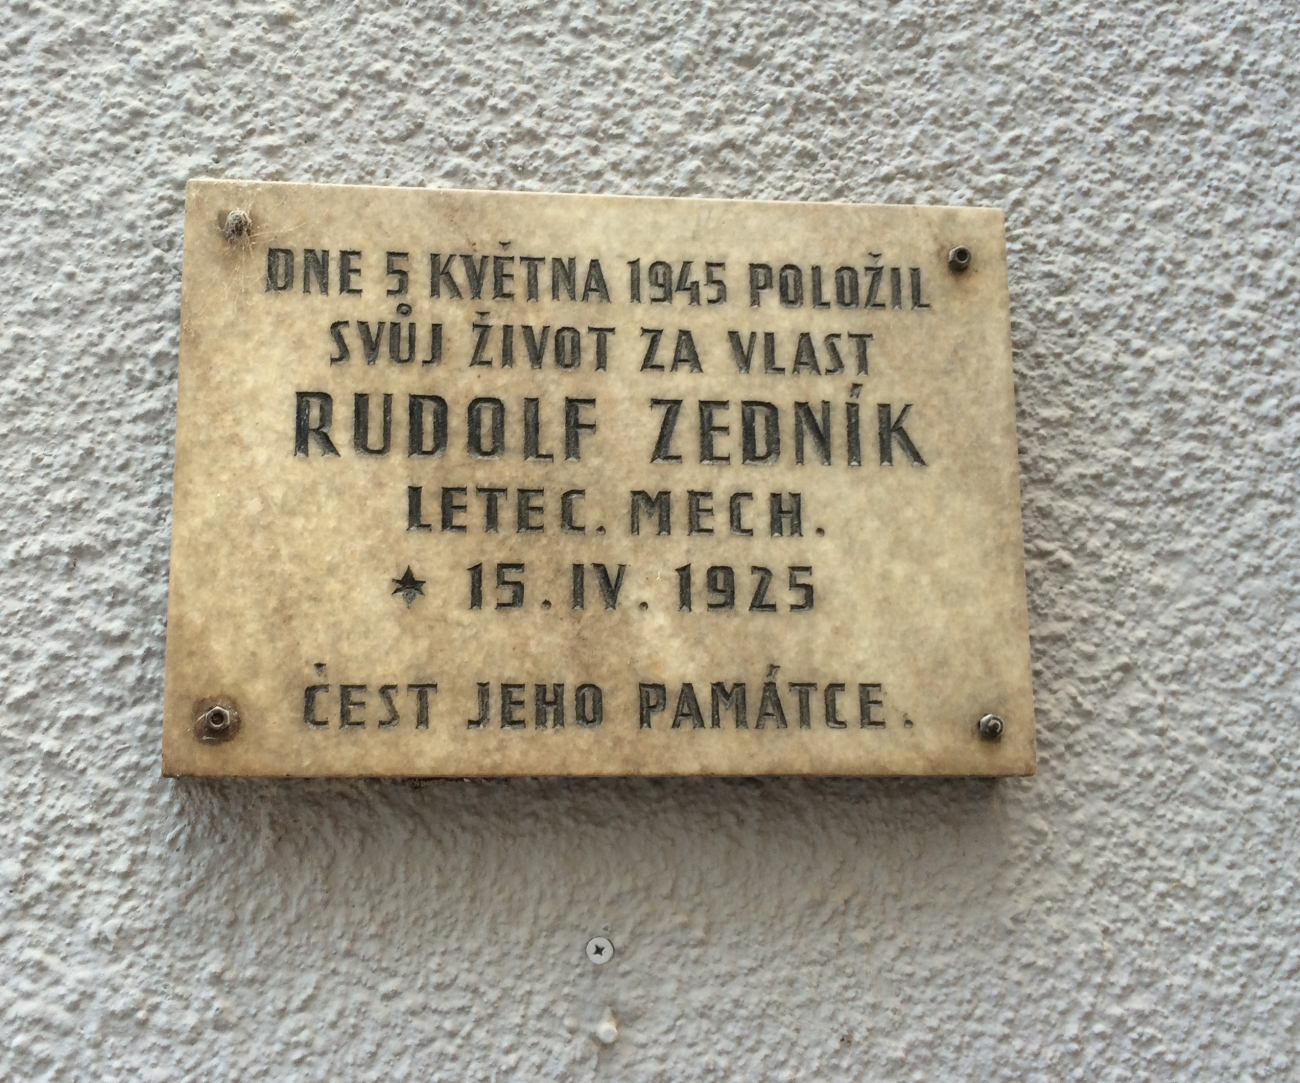 DNE 5 KVĚTNA 1945 POLOŽIL
SVŮJ ŽIVOT ZA VLAST
RUDOLF ZEDNÍK
LETEC. MECH.
★ 15. IV. 1925
ČEST JEHO PAMÁTCE.